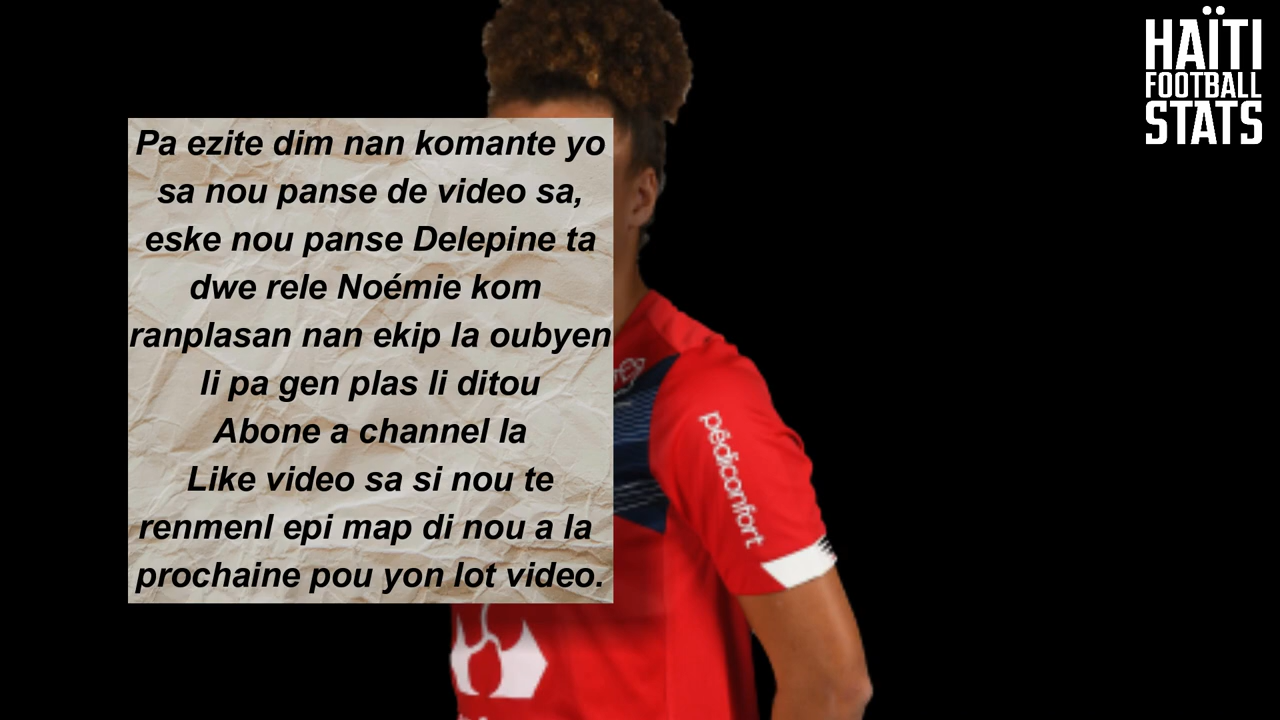 HAÏTI
FOOTBALL
STATS
Pa ezite dim nan komante yo
sa nou panse de video sa,
eske nou panse Delepine ta
dwe rele Noémie kom
ranplasan nan ekip la oubyen
li pa gen plas li ditou
Abone a channel la
Like video sa si nou te
renmenl epi map di nou a la
prochaine pou yon lot video.
pédiconfort